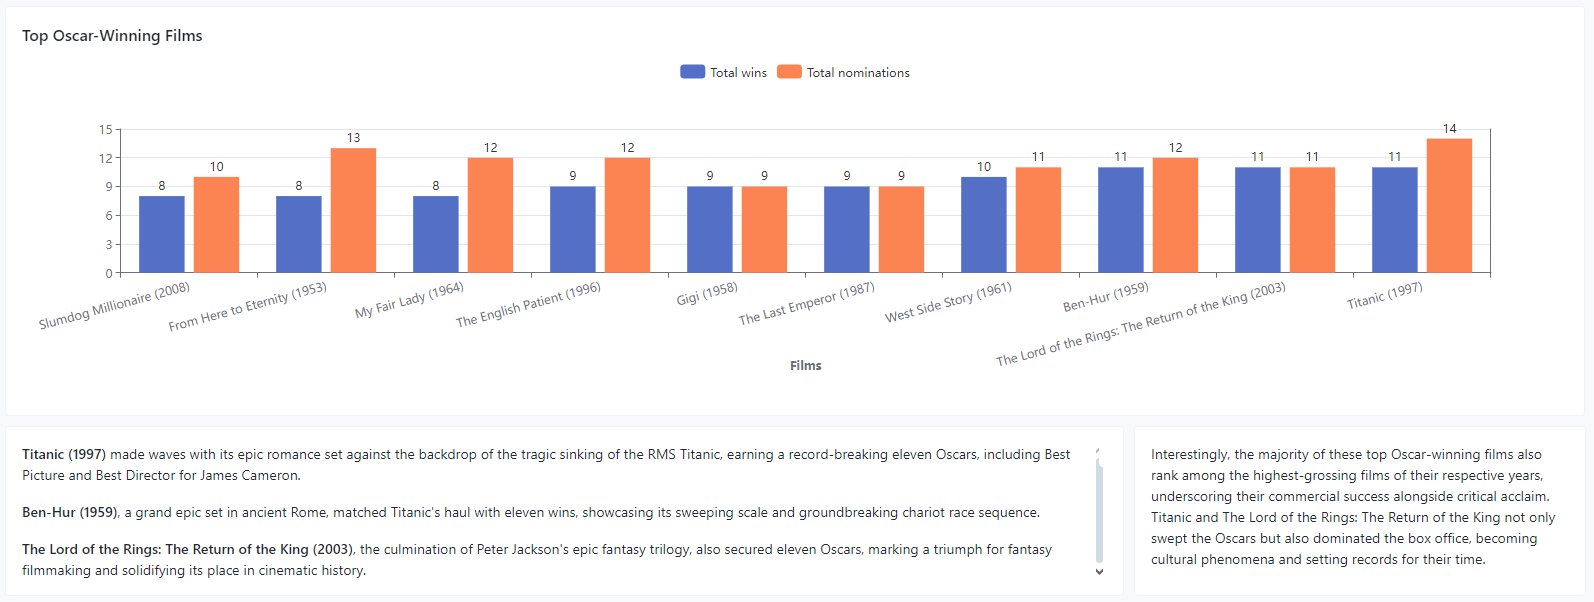 Top Oscar-Winning Films
Total wins
Total nominations
15
12
9
6
3
0
8
10
8
13
8
12
9
12
9
9
9
9
10
11
11
12
11
11
11
14
Slumdog Millionaire (2008)
From Here to Eternity (1953)
My Fair Lady (1964)
The English Patient (1996)
Gigi (1958)
The Last Emperor (1987)
West Side Story (1961)
Ben-Hur (1959)
The Lord of the Rings: The Return of the King (2003)
Titanic (1997)
Films
Titanic (1997) made waves with its epic romance set against the backdrop of the tragic sinking of the RMS Titanic, earning a record-breaking eleven Oscars, including Best
Picture and Best Director for James Cameron.
Ben-Hur (1959), a grand epic set in ancient Rome, matched Titanic's haul with eleven wins, showcasing its sweeping scale and groundbreaking chariot race sequence.
The Lord of the Rings: The Return of the King (2003), the culmination of Peter Jackson's epic fantasy trilogy, also secured eleven Oscars, marking a triumph for fantasy
filmmaking and solidifying its place in cinematic history.
Interestingly, the majority of these top Oscar-winning films also
rank among the highest-grossing films of their respective years,
underscoring their commercial success alongside critical acclaim.
Titanic and The Lord of the Rings: The Return of the King not only
swept the Oscars but also dominated the box office, becoming
cultural phenomena and setting records for their time.